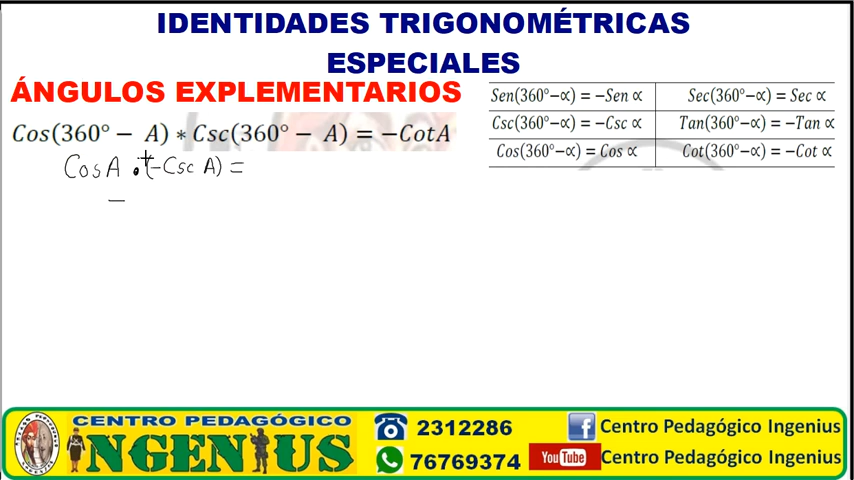 IDENTIDADES TRIGONOMÉTRICAS
ESPECIALES
ÁNGULOS EXPLEMENTARIOS
Cos(360° − A) ∗ Csc(360° − A) = −CotA
CosA • (−Csc A) =
−
Sen(360°−∝) = −Sen ∝ Sec(360°−∝) = Sec ∝
Csc(360°−∝) = −Csc ∝ Tan(360°−∝) = −Tan ∝
Cos(360°−∝) = Cos ∝ Cot(360°−∝) = −Cot ∝
CENTRO PEDAGÓGICO
INGENIUS
2312286
76769374
Centro Pedagógico Ingenius
YouTube Centro Pedagógico Ingenius